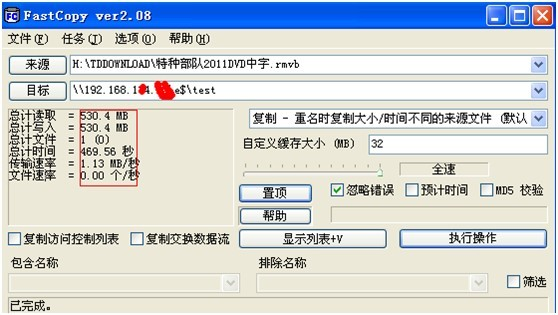 FastCopy ver2.08
文件(F) 任务(J) 选项(O) 帮助(H)
来源 H:\TDDOWNLOAD\特种部队2011DVD中字.rmvb
目标 \\192.168.1 4. e$\test
总计读取 = 530.4 MB
总计写入 = 530.4 MB
总计文件 = 1 (0)
总计时间 = 469.56 秒
传输速率 = 1.13 MB/秒
文件速率 = 0.00 个/秒
复制 - 重名时复制大小/时间不同的来源文件 (默认
自定义缓存大小 (MB) 32
全速
置顶 忽略错误 预计时间 MD5 校验
帮助
复制访问控制列表 复制交换数据流 显示列表+V 执行操作
包含名称 排除名称
筛选
已完成。